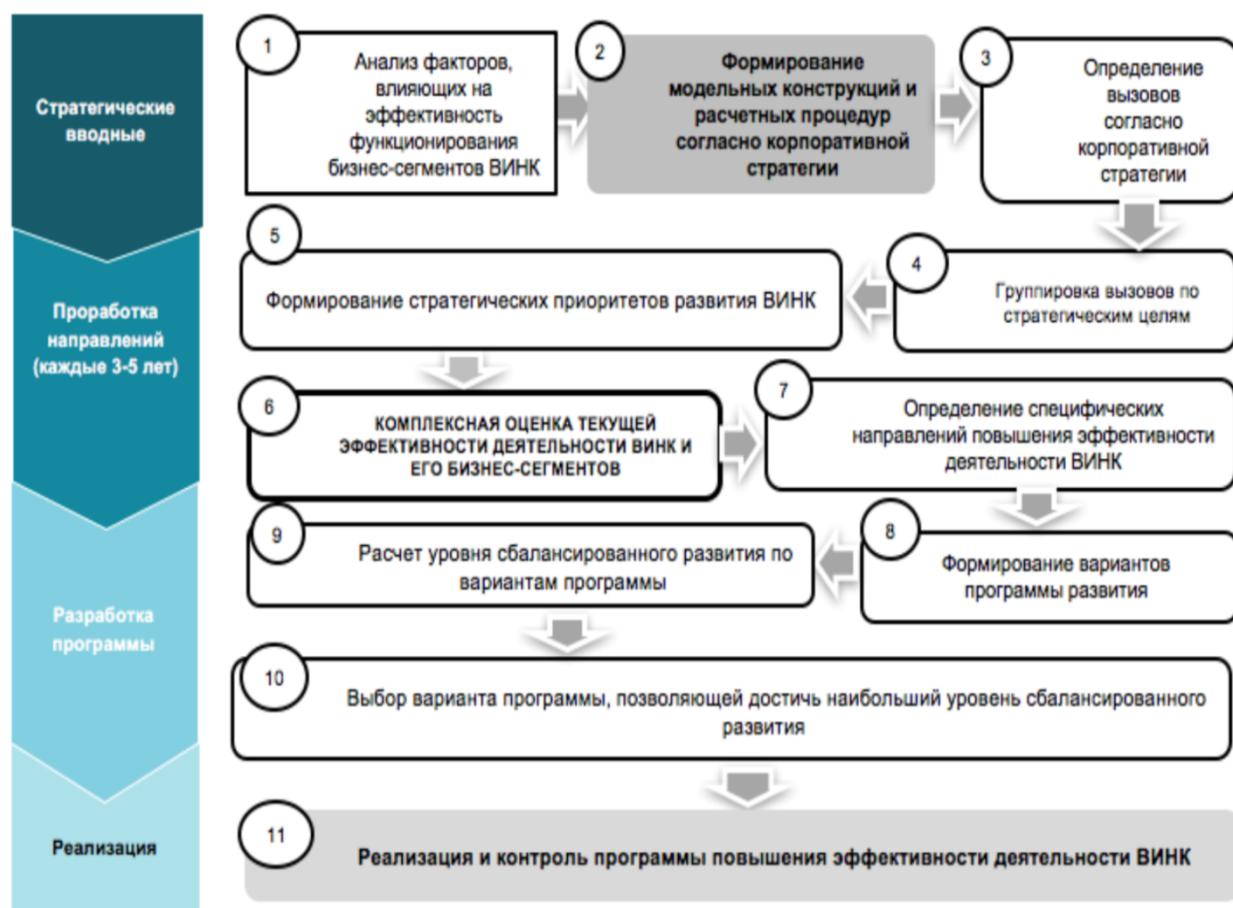 Стратегические
вводные
1
Анализ факторов,
влияющих на
эффективность
функционирования
бизнес-сегментов ВИНК
2
Формирование
модельных конструкций и
расчетных процедур
согласно корпоративной
стратегии
3
Определение
вызовов
согласно
корпоративной
стратегии
Проработка
направлений
(каждые 3-5 лет)
4
Группировка вызовов по
стратегическим целям
5
Формирование стратегических приоритетов развития ВИНК
6
КОМПЛЕКСНАЯ ОЦЕНКА ТЕКУЩЕЙ
ЭФФЕКТИВНОСТИ ДЕЯТЕЛЬНОСТИ ВИНК И
ЕГО БИЗНЕС-СЕГМЕНТОВ
7
Определение специфических
направлений повышения эффективности
деятельности ВИНК
Разработка
программы
8
Формирование вариантов
программы развития
9
Расчет уровня сбалансированного развития по
вариантам программы
10
Выбор варианта программы, позволяющей достичь наибольший уровень сбалансированного
развития
Реализация
11
Реализация и контроль программы повышения эффективности деятельности ВИНК